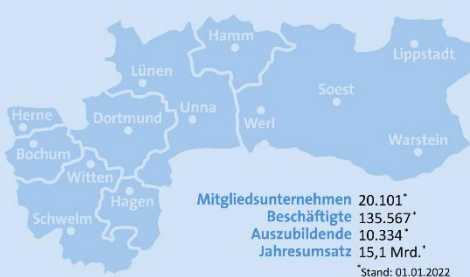 Hamm
Lippstadt
Lünen
Soest
Herne
Dortmund
Unna
Werl
Bochum
Warstein
Witten
Hagen
Schwelm
Mitgliedsunternehmen 20.101*
Beschäftigte 135.567*
Auszubildende 10.334*
Jahresumsatz 15,1 Mrd.*
*Stand: 01.01.2022